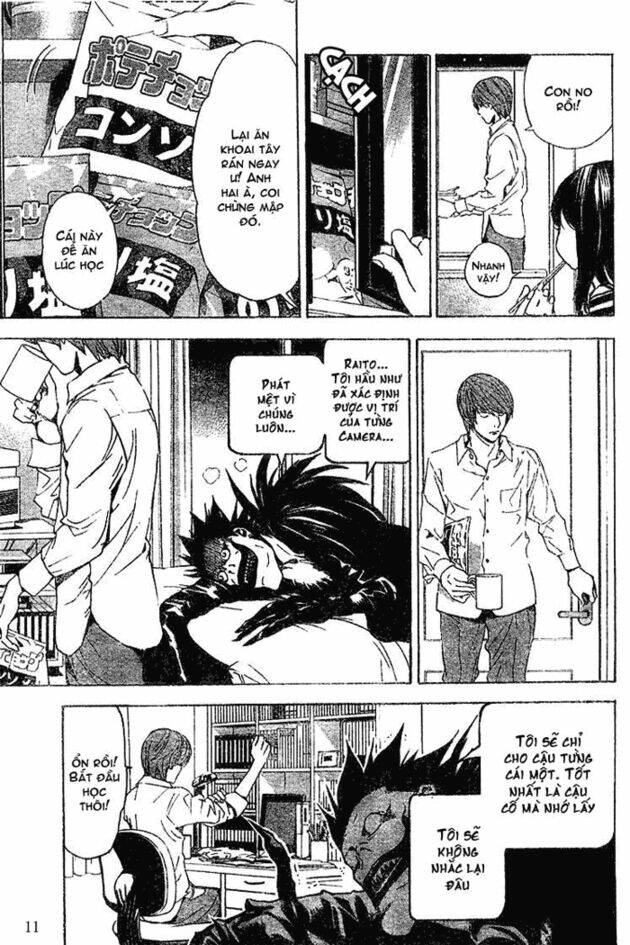 CON NO
RỒI!
NHANH
VẬY!
CẠCH
LẠI ĂN
KHOAI TÂY
RÁN NGAY
Ư! ANH
HAI À, COI
CHỪNG MẬP
ĐÓ.
ポテチョッ
コンソ
CÁI NÀY
ĐỂ ĂN
LÚC HỌC
り塩
RAITO...
TÔI HẦU NHƯ
ĐÃ XÁC ĐỊNH
ĐƯỢC VỊ TRÍ
CỦA TỪNG
CAMERA...
PHÁT
MỆT VÌ
CHÚNG
LUÔN...
TÔI SẼ CHỈ
CHO CẬU TỪNG
CÁI MỘT. TỐT
NHẤT LÀ CẬU
CỐ MÀ NHỚ LẤY
TÔI SẼ
KHÔNG
NHẮC LẠI
ĐÂU
ỔN RỒI!
BẮT ĐẦU
HỌC
THÔI!
11